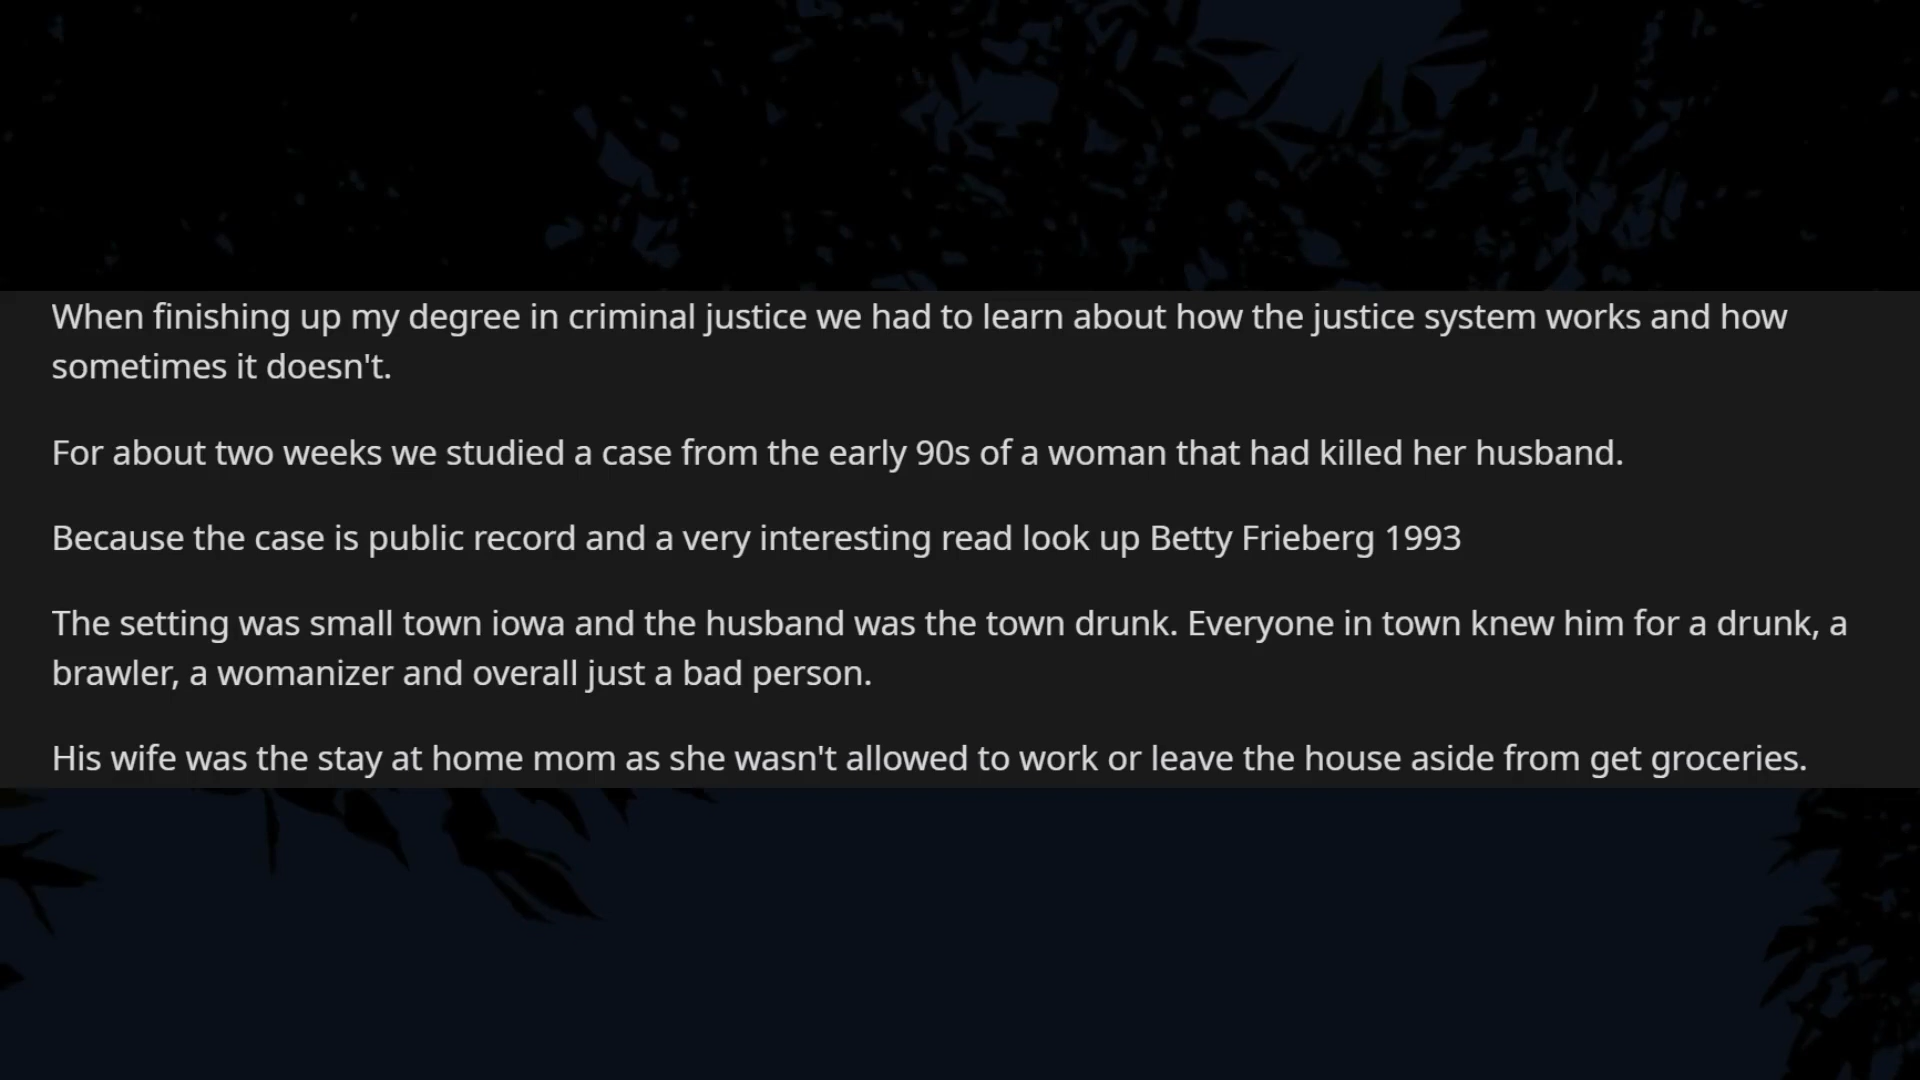 When finishing up my degree in criminal justice we had to learn about how the justice system works and how
sometimes it doesn't.
For about two weeks we studied a case from the early 90s of a woman that had killed her husband.
Because the case is public record and a very interesting read look up Betty Frieberg 1993
The setting was small town iowa and the husband was the town drunk. Everyone in town knew him for a drunk, a
brawler, a womanizer and overall just a bad person.
His wife was the stay at home mom as she wasn't allowed to work or leave the house aside from get groceries.